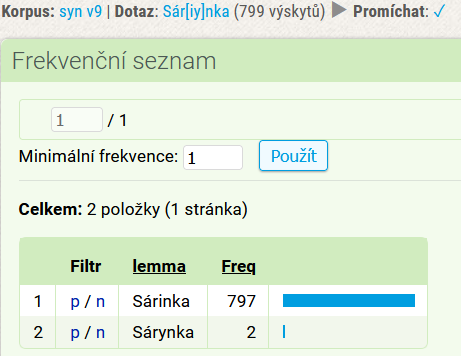 Korpus: syn v9 | Dotaz: Sár[iy]nka (799 výskytů) ▶ Promíchat: ✓
Frekvenční seznam
1 / 1
Minimální frekvence: 1 Použít
Celkem: 2 položky (1 stránka)
Filtr lemma Freq
1 p / n Sárinka 797
2 p / n Sárynka 2